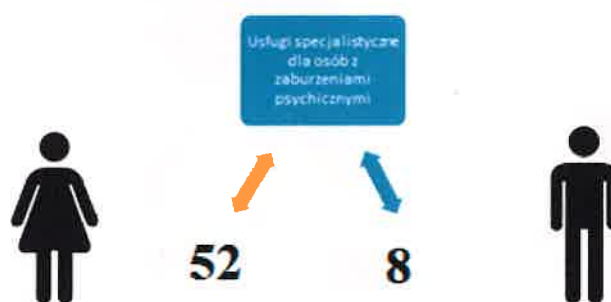 Usługi specjalistyczne
dla osób z
zaburzeniami
psychicznymi
52
8